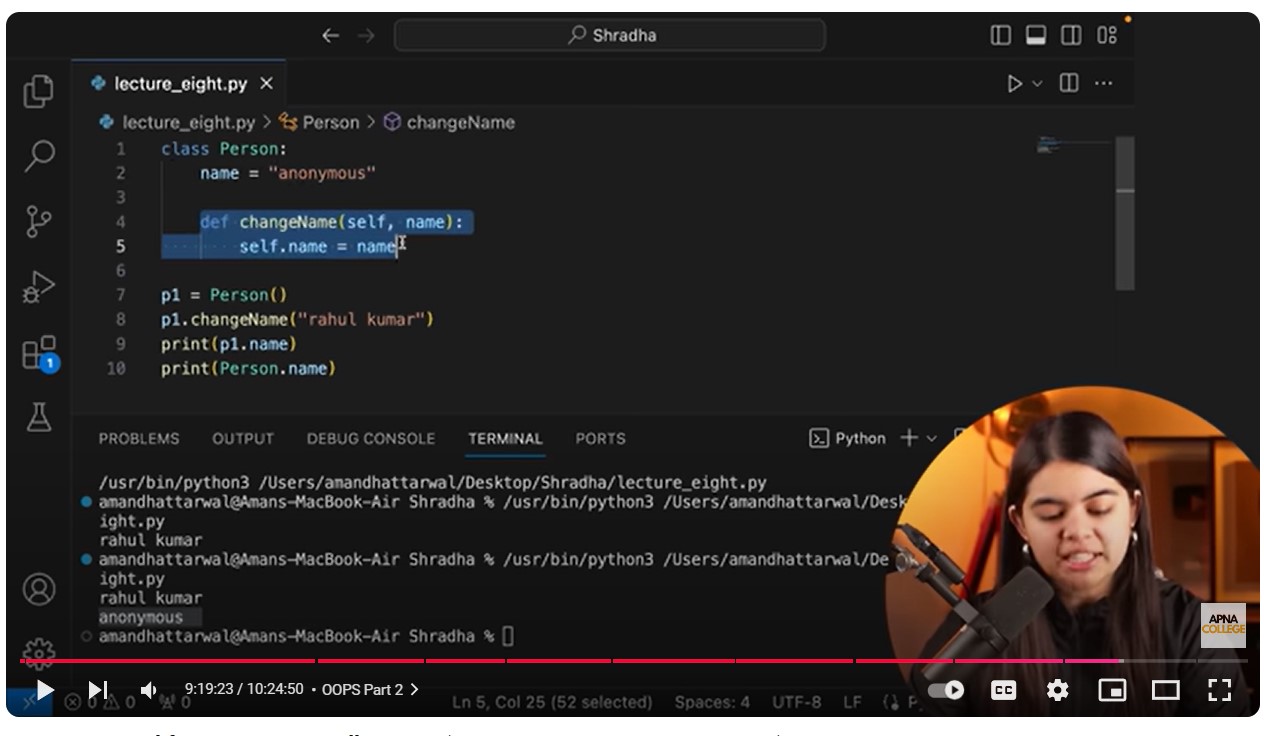 Shradha
lecture_eight.py
lecture_eight.py > Person > changeName
1 class Person:
2 name = "anonymous"
3
4 def changeName(self, name):
5 self.name = name
6
7 p1 = Person()
8 p1.changeName("rahul kumar")
9 print(p1.name)
10 print(Person.name)
PROBLEMS OUTPUT DEBUG CONSOLE TERMINAL PORTS Python
/usr/bin/python3 /Users/amandhattarwal/Desktop/Shradha/lecture_eight.py
amandhattarwal@Amans-MacBook-Air Shradha % /usr/bin/python3 /Users/amandhattarwal/Desk
ight.py
rahul kumar
amandhattarwal@Amans-MacBook-Air Shradha % /usr/bin/python3 /Users/amandhattarwal/De
ight.py
rahul kumar
anonymous
amandhattarwal@Amans-MacBook-Air Shradha %
1
APNA
COLLEGE
9:19:23 / 10:24:50 • OOPS Part 2 >
CC
0 0 0 Ln 5, Col 25 (52 selected) Spaces: 4 UTF-8 LF